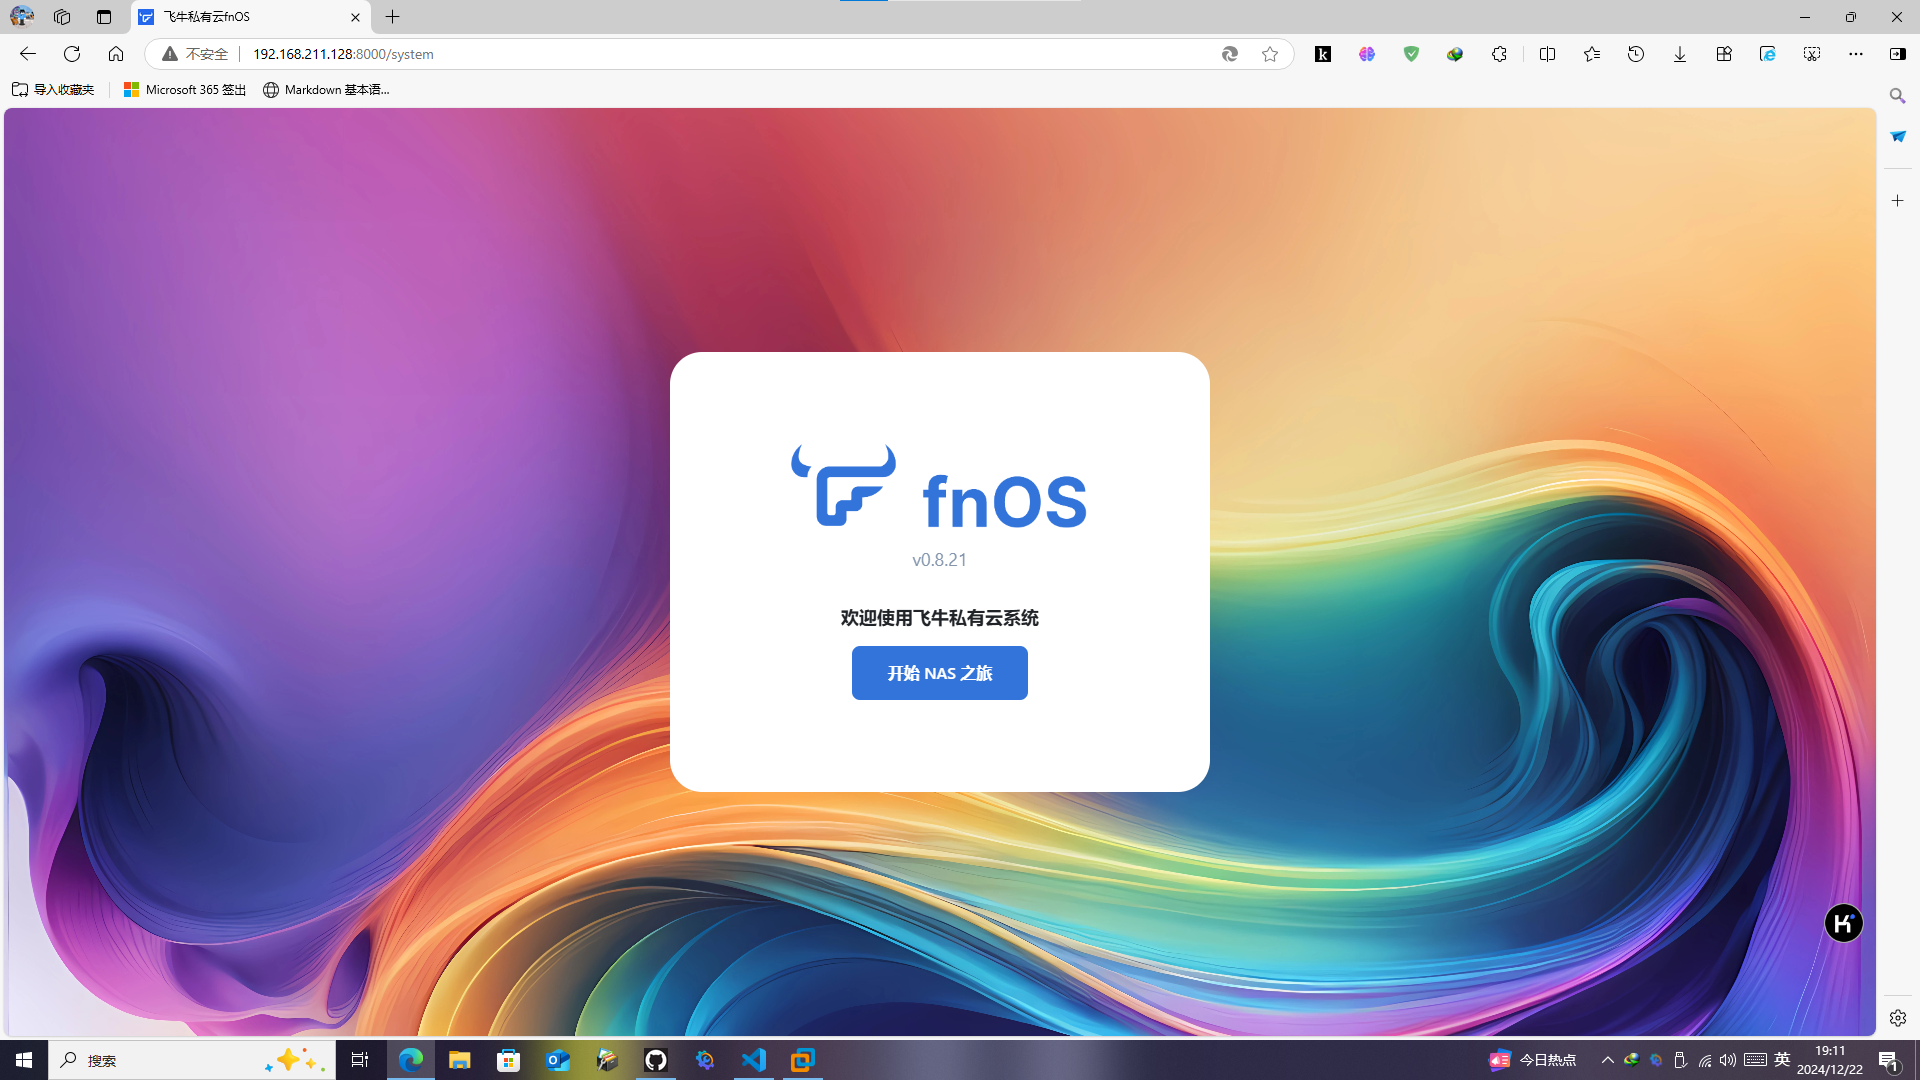 飞牛私有云fnOS
不安全
192.168.211.128:8000/system
导入收藏夹
Microsoft 365 签出
Markdown 基本语...
fnOS
v0.8.21
欢迎使用飞牛私有云系统
开始 NAS 之旅
搜索
今日热点
英
19:11
2024/12/22
1